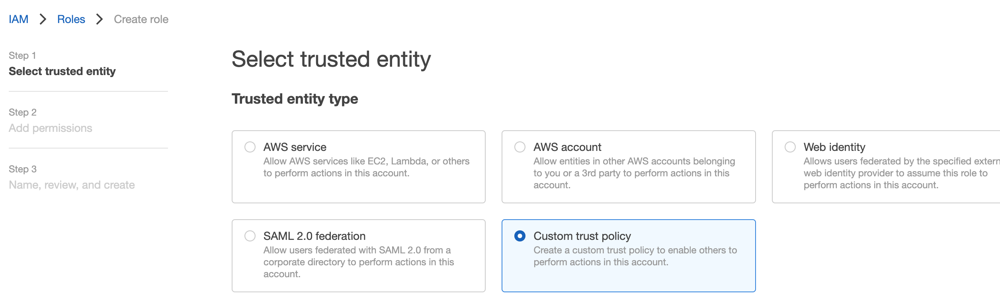 IAM > Roles > Create role
Step 1
Select trusted entity
Step 2
Add permissions
Step 3
Name, review, and create
Select trusted entity
Trusted entity type
AWS service
Allow AWS services like EC2, Lambda, or others
to perform actions in this account.
AWS account
Allow entities in other AWS accounts belonging
to you or a 3rd party to perform actions in this
account.
Web identity
Allows users federated by the specified extern
web identity provider to assume this role to
perform actions in this account.
SAML 2.0 federation
Allow users federated with SAML 2.0 from a
corporate directory to perform actions in this
account.
Custom trust policy
Create a custom trust policy to enable others to
perform actions in this account.